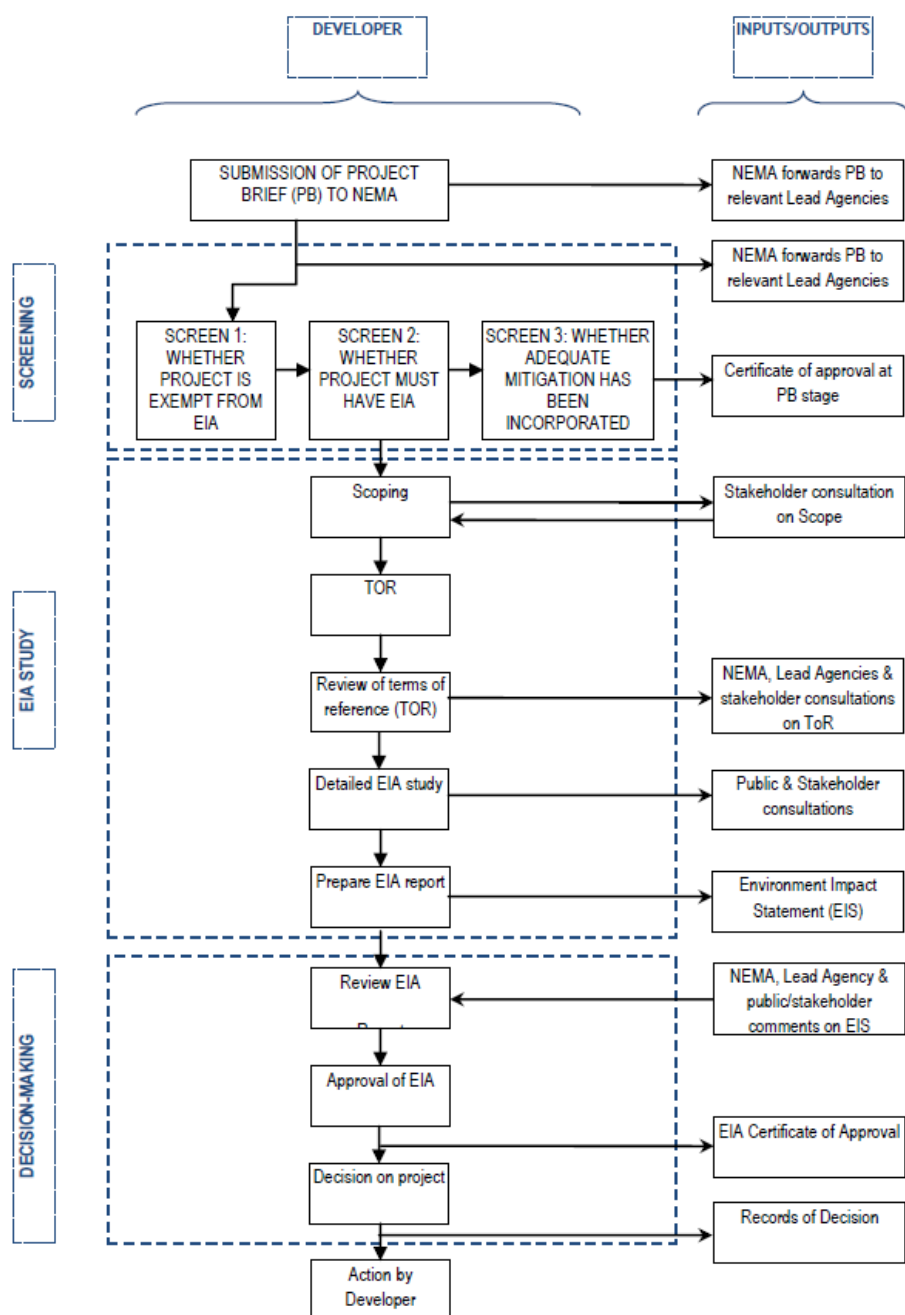 DEVELOPER
INPUTS/OUTPUTS
SUBMISSION OF PROJECT
BRIEF (PB) TO NEMA
NEMA forwards PB to
relevant Lead Agencies
NEMA forwards PB to
relevant Lead Agencies
SCREENING
SCREEN 1:
WHETHER
PROJECT IS
EXEMPT FROM
EIA
SCREEN 2:
WHETHER
PROJECT MUST
HAVE EIA
SCREEN 3: WHETHER
ADEQUATE
MITIGATION HAS
BEEN
INCORPORATED
Certificate of approval at
PB stage
EIA STUDY
Scoping
Stakeholder consultation
on Scope
TOR
Review of terms of
reference (TOR)
NEMA, Lead Agencies &
stakeholder consultations
on ToR
Detailed EIA study
Public & Stakeholder
consultations
Prepare EIA report
Environment Impact
Statement (EIS)
DECISION-MAKING
Review EIA
NEMA, Lead Agency &
public/stakeholder
comments on EIS
Approval of EIA
EIA Certificate of Approval
Decision on project
Records of Decision
Action by
Developer